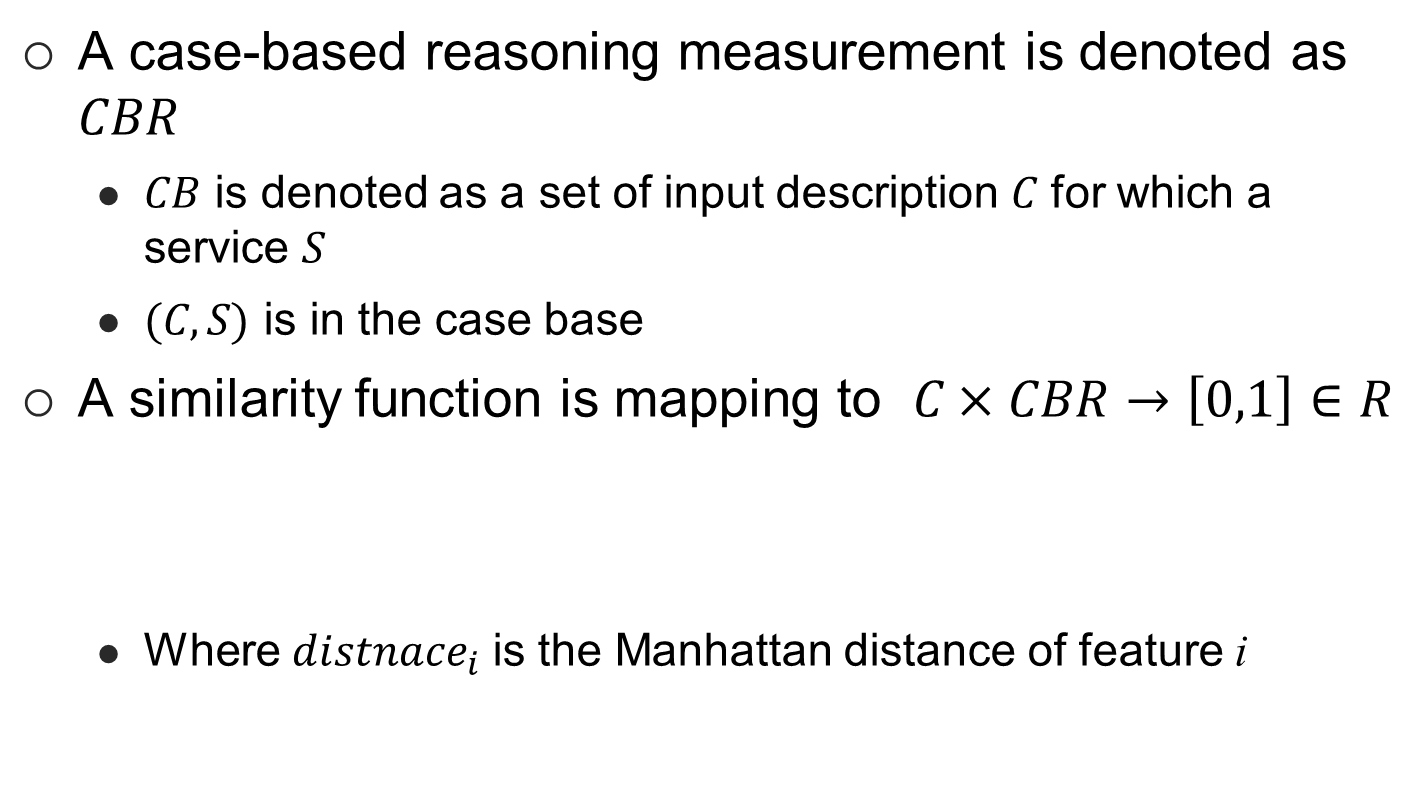 ○ A case-based reasoning measurement is denoted as
CBR
● CB is denoted as a set of input description C for which a
service S
● (C, S) is in the case base
○ A similarity function is mapping to C × CBR → [0,1] ∈ R
● Where distnaceᵢ is the Manhattan distance of feature i